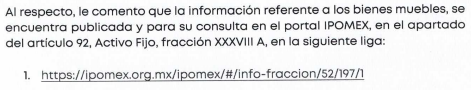 Al respecto, le comento que la información referente a los bienes muebles, se
encuentra publicada y para su consulta en el portal IPOMEX, en el apartado
del artículo 92, Activo Fijo, fracción XXXVIII A, en la siguiente liga:
1. https://ipomex.org.mx/ipomex/#/info-fraccion/52/197/1